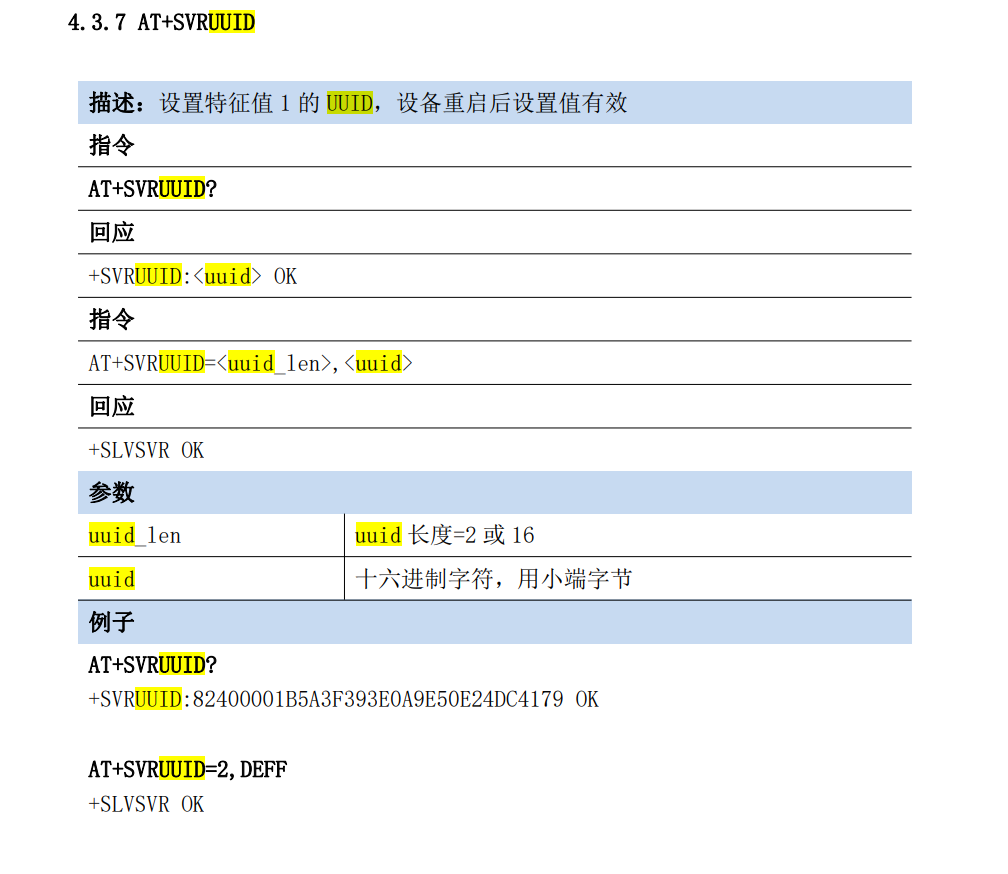 4.3.7 AT+SVRUUID
描述：设置特征值 1 的 UUID，设备重启后设置值有效
指令
AT+SVRUUID?
回应
+SVRUUID:<uuid> OK
指令
AT+SVRUUID=<uuid_len>,<uuid>
回应
+SLVSVR OK
参数
uuid_len uuid 长度=2 或 16
uuid 十六进制字符，用小端字节
例子
AT+SVRUUID?
+SVRUUID:82400001B5A3F393E0A9E50E24DC4179 OK
AT+SVRUUID=2,DEFF
+SLVSVR OK